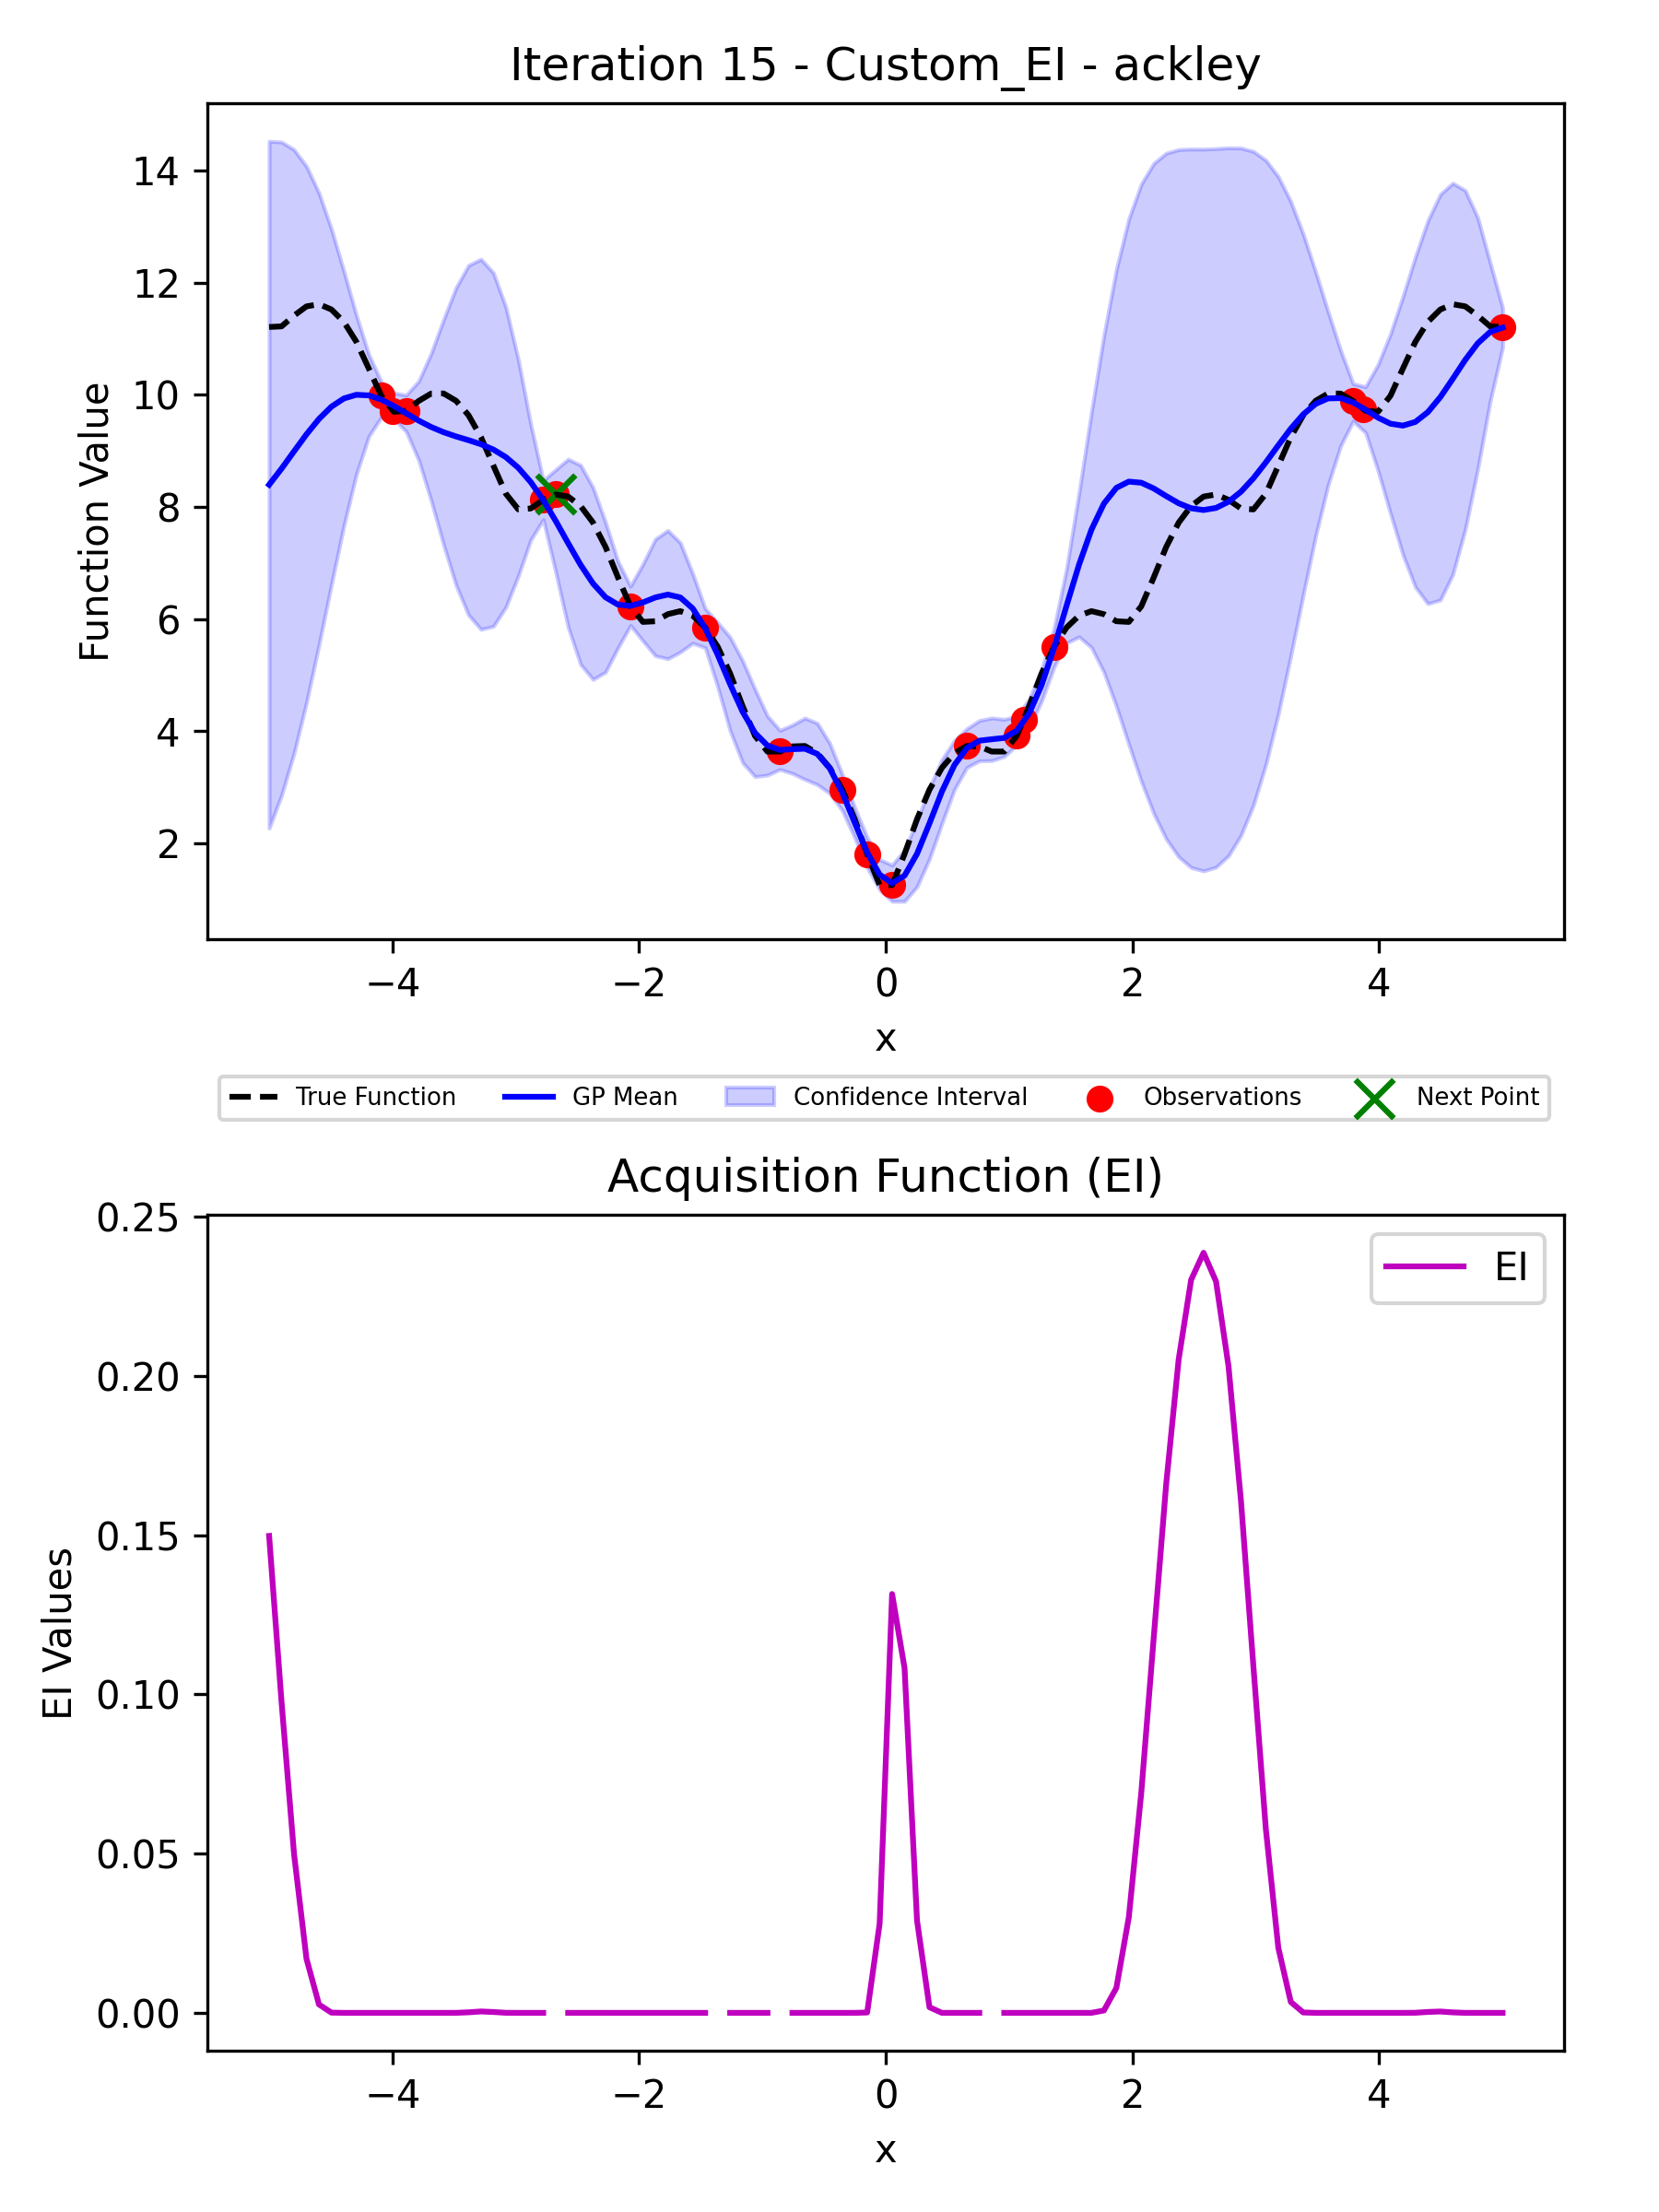 Iteration 15 - Custom_EI - ackley
Function Value
14
12
10
8
6
4
2
−4 −2 0 2 4
x
True Function GP Mean Confidence Interval Observations Next Point
Acquisition Function (EI)
EI Values
0.25
0.20
0.15
0.10
0.05
0.00
EI
−4 −2 0 2 4
x